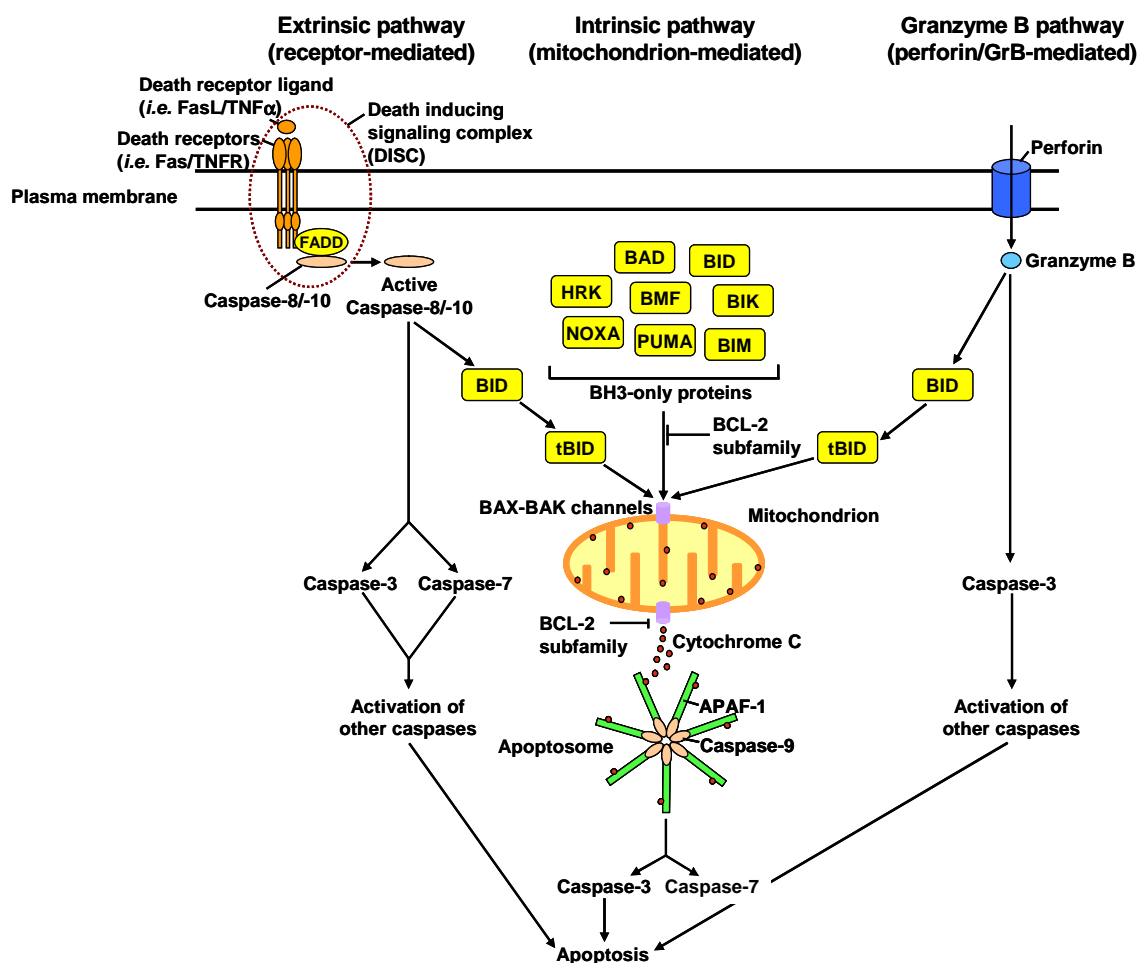 Extrinsic pathway
(receptor-mediated)
Intrinsic pathway
(mitochondrion-mediated)
Granzyme B pathway
(perforin/GrB-mediated)
Death receptor ligand
(i.e. FasL/TNFα)
Death receptors
(i.e. Fas/TNFR)
Death inducing
signaling complex
(DISC)
Perforin
Plasma membrane
FADD
Caspase-8/-10
Active
Caspase-8/-10
BAD
BID
HRK
BMF
BIK
NOXA
PUMA
BIM
BH3-only proteins
Granzyme B
BID
tBID
BCL-2
subfamily
BID
tBID
BAX-BAK channels
Mitochondrion
Caspase-3
Caspase-7
Caspase-3
BCL-2
subfamily
Cytochrome C
APAF-1
Apoptosome
Caspase-9
Activation of
other caspases
Activation of
other caspases
Caspase-3
Caspase-7
Apoptosis